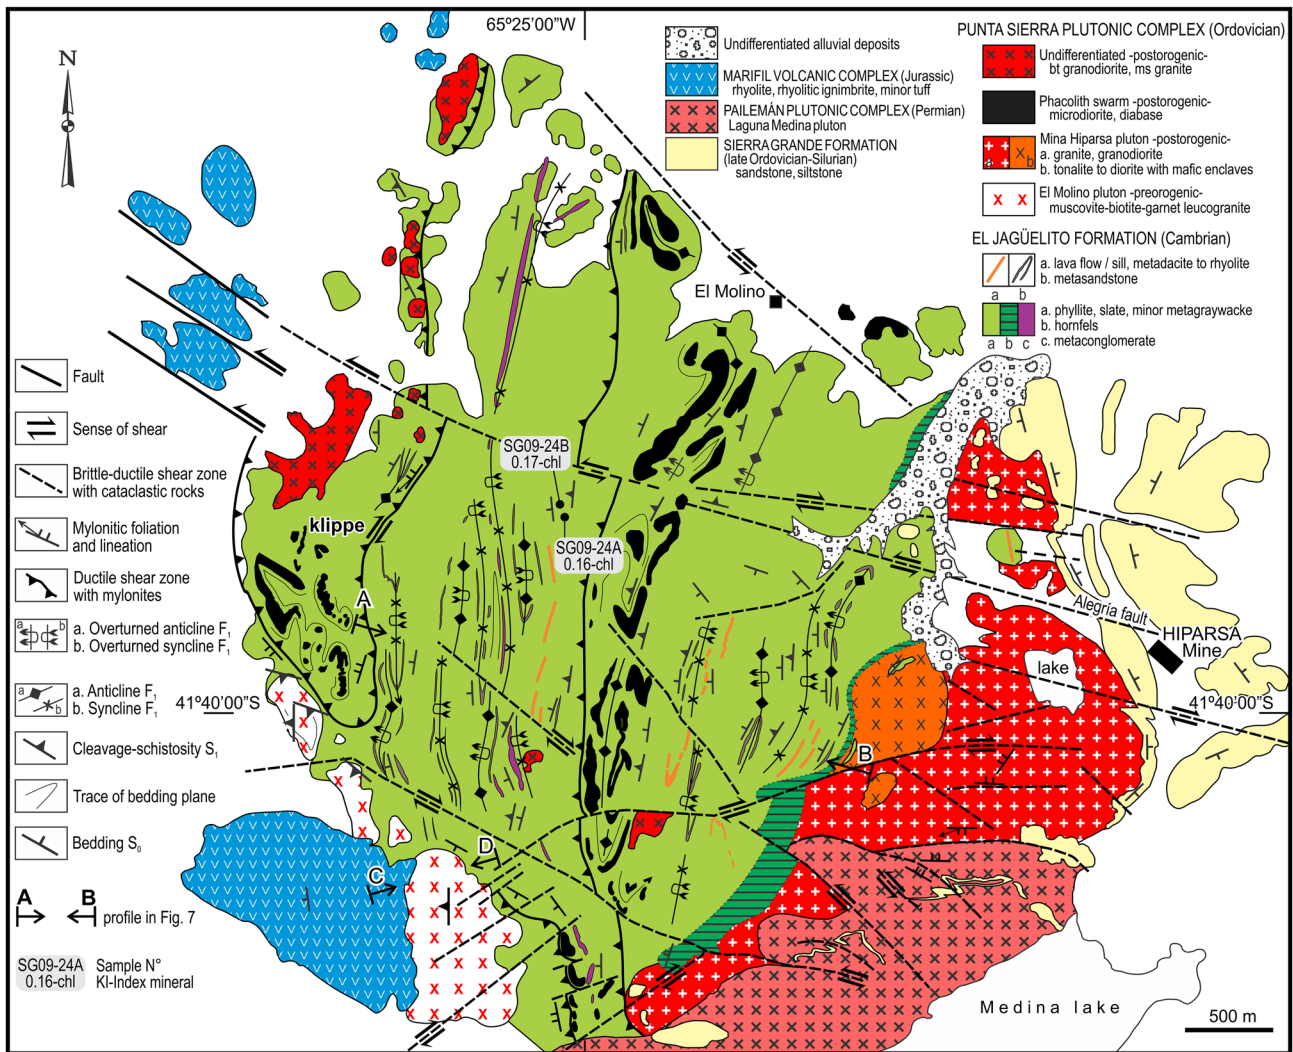 65º25'00"W
N
Undifferentiated alluvial deposits
MARIFIL VOLCANIC COMPLEX (Jurassic)
rhyolite, rhyolitic ignimbrite, minor tuff
PAILEMÁN PLUTONIC COMPLEX (Permian)
Laguna Medina pluton
SIERRA GRANDE FORMATION
(late Ordovician-Silurian)
sandstone, siltstone
PUNTA SIERRA PLUTONIC COMPLEX (Ordovician)
Undifferentiated -postorogenic-
bt granodiorite, ms granite
Phacolith swarm -postorogenic-
microdiorite, diabase
Mina Hiparsa pluton -postorogenic-
a. granite, granodiorite
b. tonalite to diorite with mafic enclaves
a b
El Molino pluton -preorogenic-
muscovite-biotite-garnet leucogranite
EL JAGÜELITO FORMATION (Cambrian)
a. lava flow / sill, metadacite to rhyolite
b. metasandstone
a b
a. phyllite, slate, minor metagraywacke
b. hornfels
c. metaconglomerate
a b c
El Molino
Fault
Sense of shear
Brittle-ductile shear zone
with cataclastic rocks
Mylonitic foliation
and lineation
Ductile shear zone
with mylonites
a b
a. Overturned anticline F1
b. Overturned syncline F1
a b
a. Anticline F1
b. Syncline F1
Cleavage-schistosity S1
Trace of bedding plane
Bedding S0
A B
profile in Fig. 7
SG09-24A
0.16-chl
Sample N°
KI-Index mineral
SG09-24B
0.17-chl
klippe
SG09-24A
0.16-chl
A
41º40'00"S
Alegría fault
HIPARSA
Mine
lake
41º40'00"S
B
D
C
Medina lake
500 m